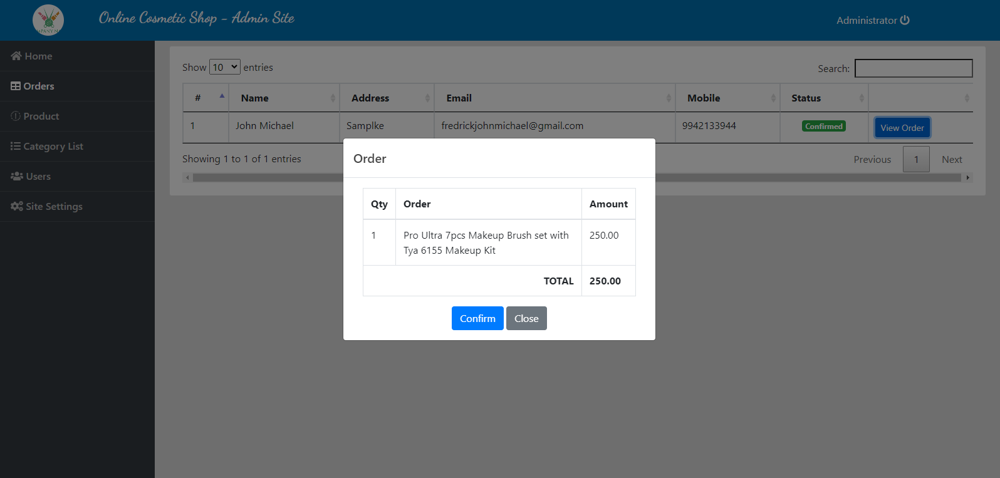 Online Cosmetic Shop - Admin Site
Administrator
Home
Orders
Product
Category List
Users
Site Settings
Show 10 entries
Search:
# Name Address Email Mobile Status
1 John Michael Samplke fredrickjohnmichael@gmail.com 9942133944 Confirmed View Order
Showing 1 to 1 of 1 entries
Previous 1 Next
Order
Qty Order Amount
1 Pro Ultra 7pcs Makeup Brush set with 250.00
Tya 6155 Makeup Kit
TOTAL 250.00
Confirm Close